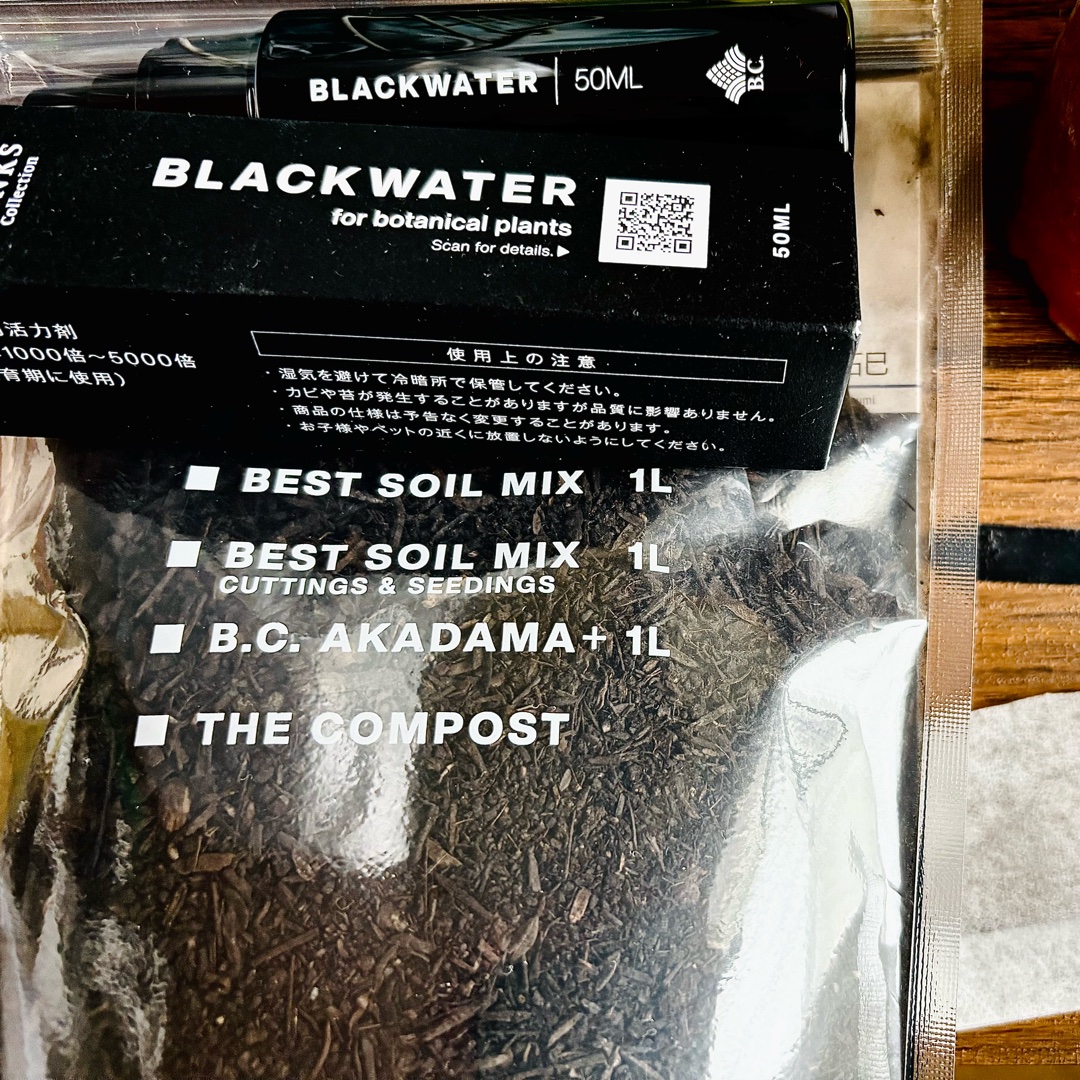 BLACKWATER | 50ML
B.C.
BLACKWATER
for botanical plants
Scan for details.▶
50ML
Collection
活力剤
1000倍～5000倍
育期に使用）
使用上の注意
・湿気を避けて冷暗所で保管してください。
・カビや苔が発生することがありますが品質に影響ありません。
・商品の仕様は予告なく変更することがあります。
・お子様やペットの近くに放置しないようにしてください。
■ BEST SOIL MIX 1L
■ BEST SOIL MIX 1L
CUTTINGS & SEEDINGS
■ B.C. AKADAMA+ 1L
■ THE COMPOST